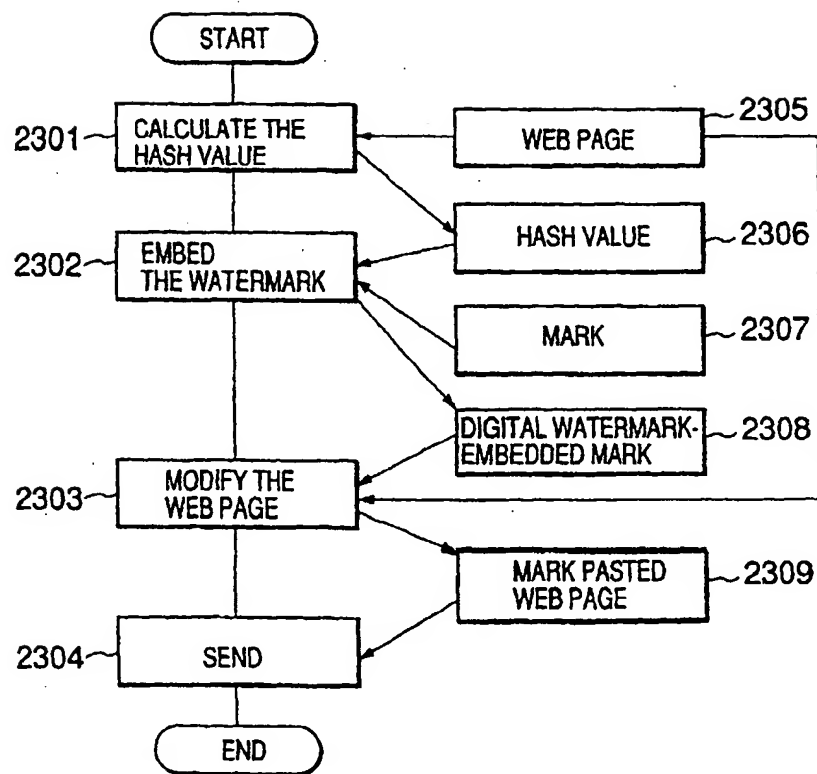 START
2301
CALCULATE THE
HASH VALUE
WEB PAGE
2305
HASH VALUE
2306
2302
EMBED
THE WATERMARK
MARK
2307
DIGITAL WATERMARK-
EMBEDDED MARK
2308
2303
MODIFY THE
WEB PAGE
MARK PASTED
WEB PAGE
2309
2304
SEND
END